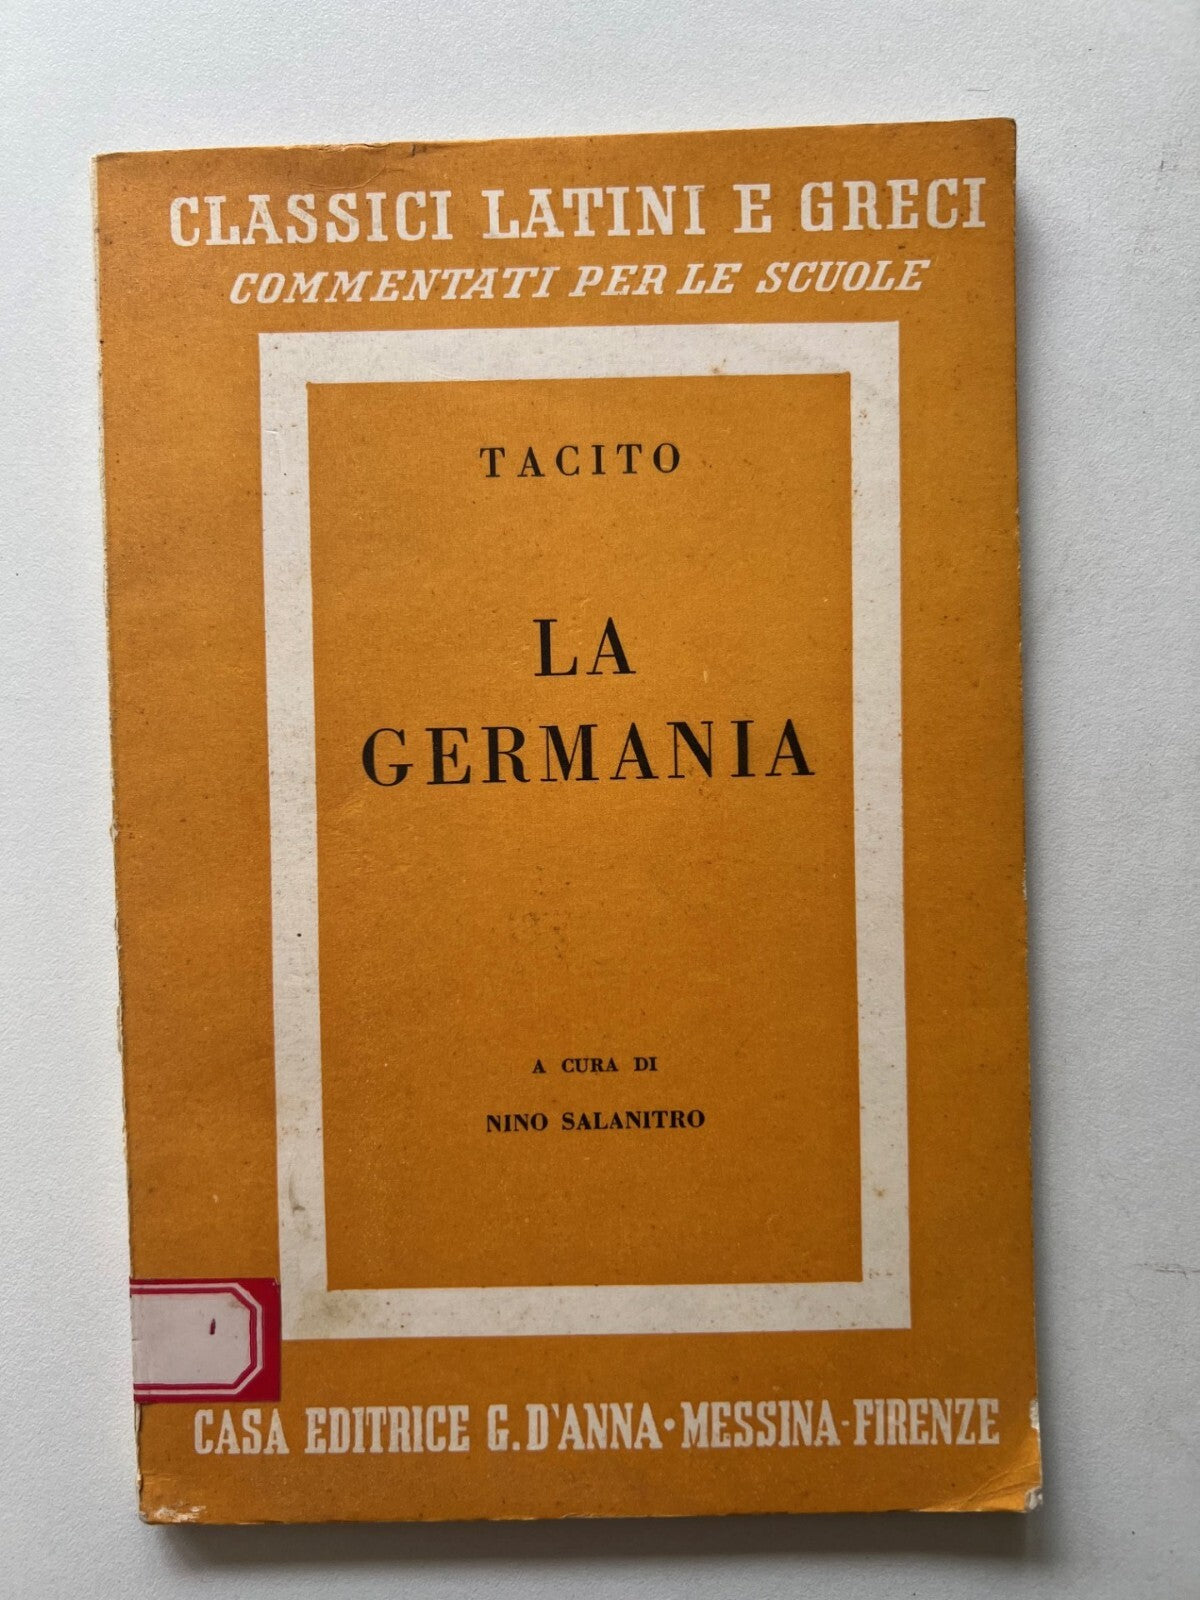 CLASSICI LATINI E GRECI
COMMENTATI PER LE SCUOLE
TACITO
LA
GERMANIA
A CURA DI
NINO SALANITRO
CASA EDITRICE G. D'ANNA • MESSINA - FIRENZE